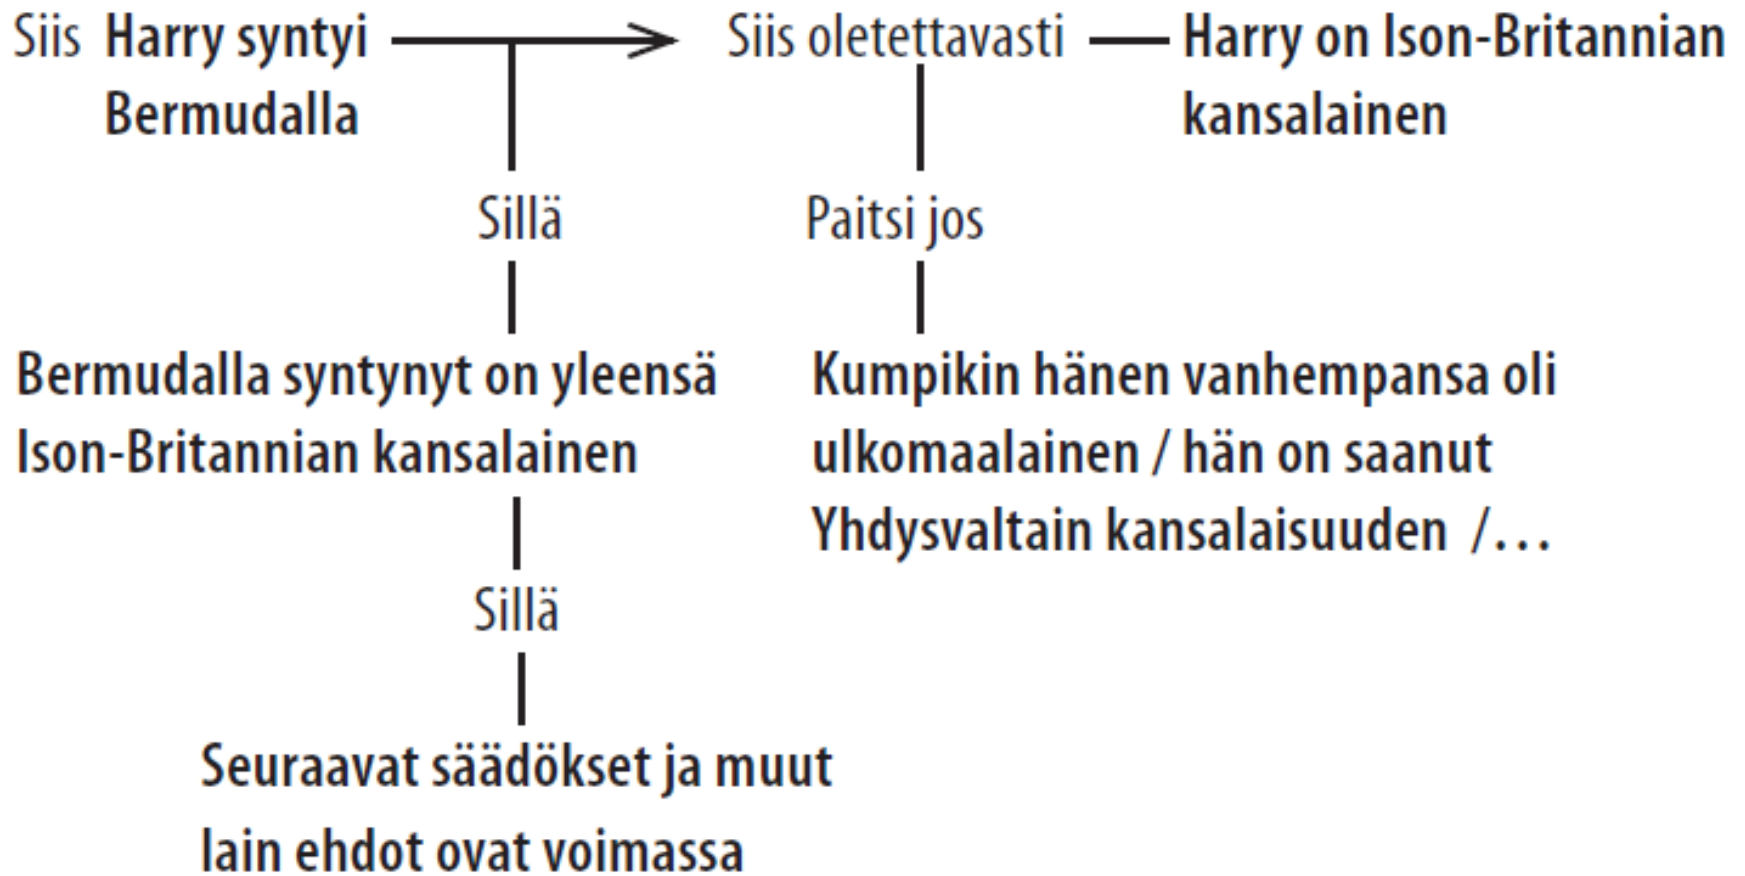 Siis Harry syntyi
Bermudalla
Siis oletettavasti
Harry on Ison-Britannian
kansalainen
Sillä
Paitsi jos
Bermudalla syntynyt on yleensä
Ison-Britannian kansalainen
Kumpikin hänen vanhempansa oli
ulkomaalainen / hän on saanut
Yhdysvaltain kansalaisuuden /...
Sillä
Seuraavat säädökset ja muut
lain ehdot ovat voimassa